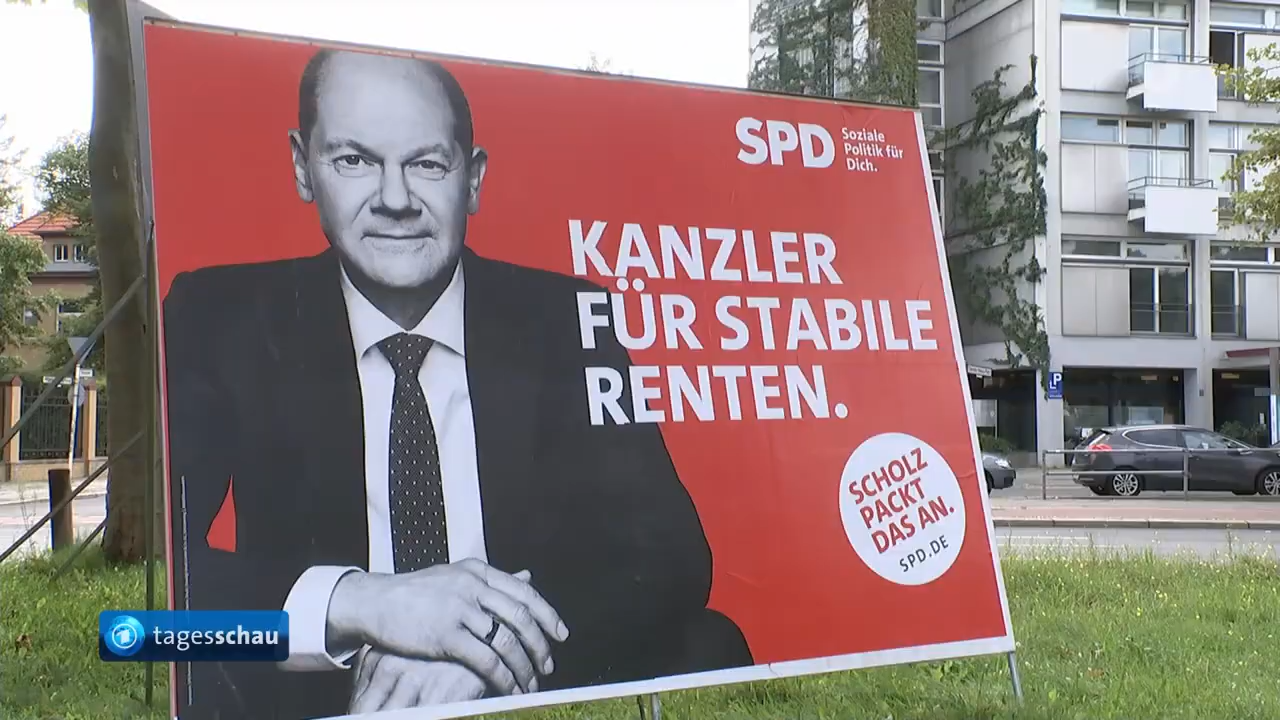 SPD
Soziale
Politik für
Dich.
KANZLER
FÜR STABILE
RENTEN.
SCHOLZ
PACKT
DAS AN.
SPD.DE
P
tagesschau